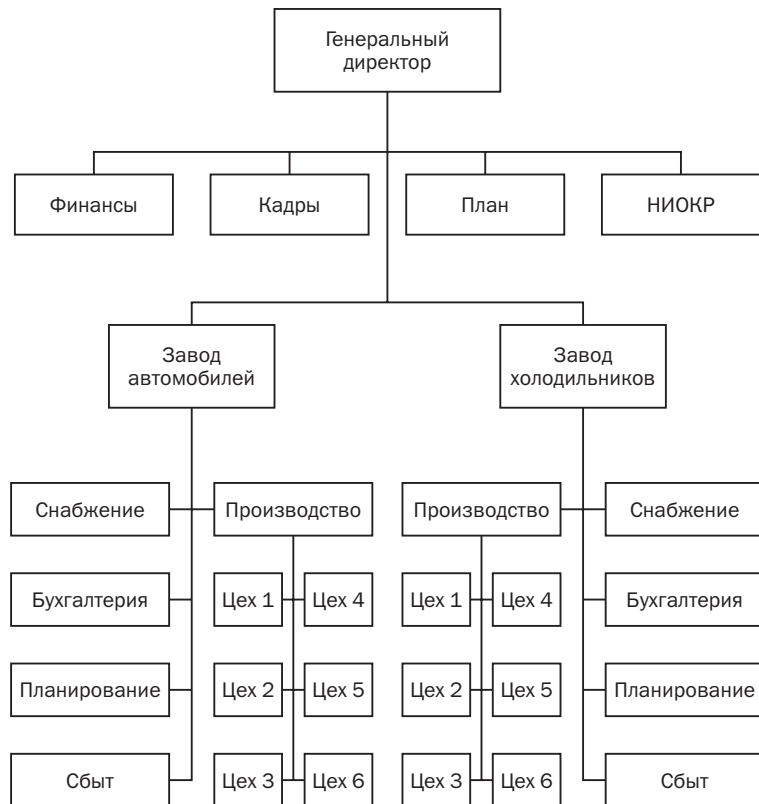 Генеральный
директор
Финансы
Кадры
План
НИОКР
Завод
автомобилей
Завод
холодильников
Снабжение
Производство
Производство
Снабжение
Бухгалтерия
Цех 1
Цех 4
Цех 1
Цех 4
Бухгалтерия
Планирование
Цех 2
Цех 5
Цех 2
Цех 5
Планирование
Сбыт
Цех 3
Цех 6
Цех 3
Цех 6
Сбыт